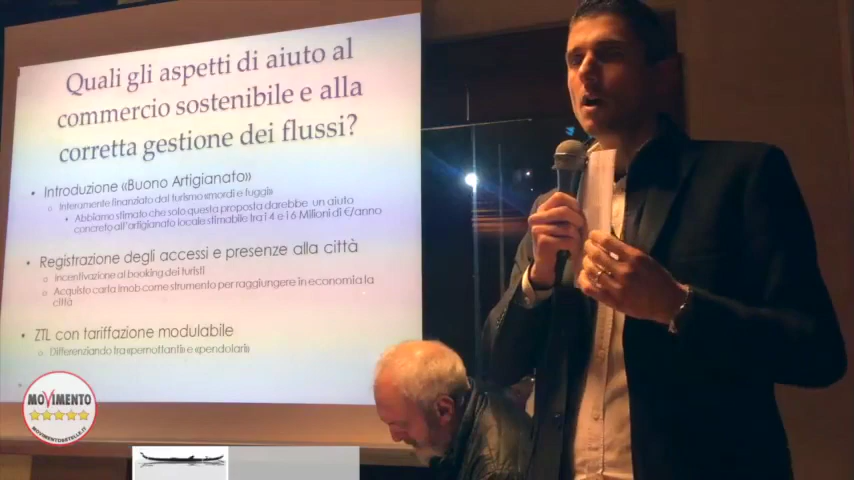 Quali gli aspetti di aiuto al
commercio sostenibile e alla
corretta gestione dei flussi?
• Introduzione «Buono Artigianato»
o Interamente finanziato dal turismo «mordi e fuggi»
• Abbiamo stimato che solo questa proposta darebbe un aiuto
concreto all'artigianato locale stimabile tra i 4 e i 6 Milioni di €/anno
• Registrazione degli accessi e presenze alla città
o Incentivazione al booking dei turisti
o Acquisto carta Imob come strumento per raggiungere in economia la
città
• ZTL con tariffazione modulabile
o Differenziando tra «pernottanti» e «pendolari»
MOVIMENTO
MOVIMENTO5STELLE.IT